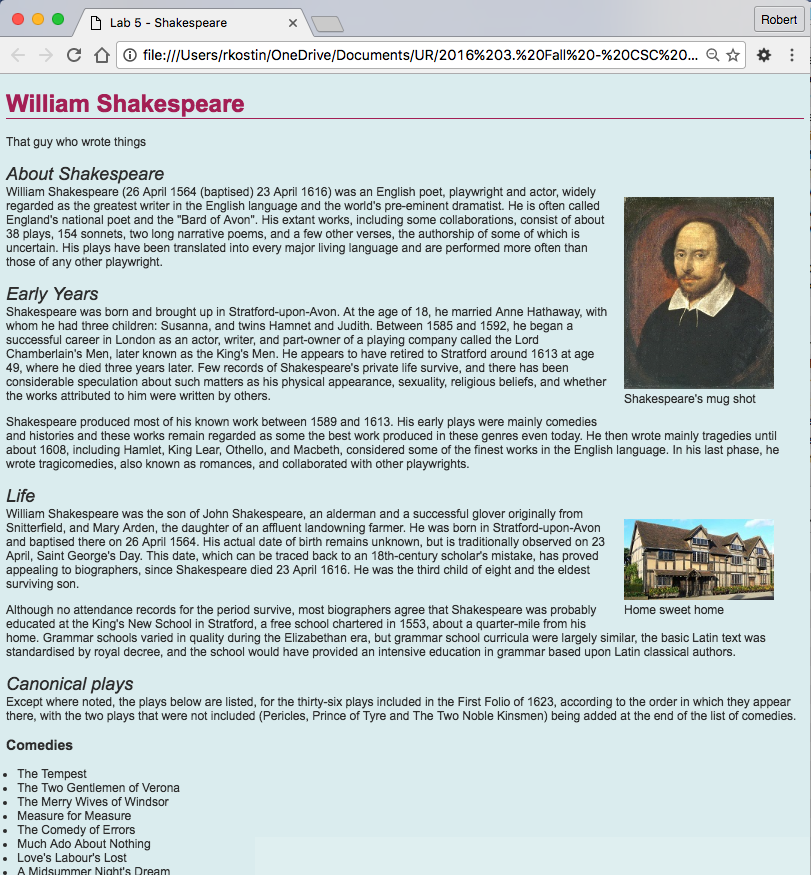 Lab 5 - Shakespeare
Robert
file:///Users/rkostin/OneDrive/Documents/UR/2016%203.%20Fall%20-%20CSC%20...
William Shakespeare
That guy who wrote things
About Shakespeare
William Shakespeare (26 April 1564 (baptised) 23 April 1616) was an English poet, playwright and actor, widely
regarded as the greatest writer in the English language and the world's pre-eminent dramatist. He is often called
England's national poet and the "Bard of Avon". His extant works, including some collaborations, consist of about
38 plays, 154 sonnets, two long narrative poems, and a few other verses, the authorship of some of which is
uncertain. His plays have been translated into every major living language and are performed more often than
those of any other playwright.
Early Years
Shakespeare was born and brought up in Stratford-upon-Avon. At the age of 18, he married Anne Hathaway, with
whom he had three children: Susanna, and twins Hamnet and Judith. Between 1585 and 1592, he began a
successful career in London as an actor, writer, and part-owner of a playing company called the Lord
Chamberlain's Men, later known as the King's Men. He appears to have retired to Stratford around 1613 at age
49, where he died three years later. Few records of Shakespeare's private life survive, and there has been
considerable speculation about such matters as his physical appearance, sexuality, religious beliefs, and whether
the works attributed to him were written by others.
Shakespeare's mug shot
Shakespeare produced most of his known work between 1589 and 1613. His early plays were mainly comedies
and histories and these works remain regarded as some the best work produced in these genres even today. He then wrote mainly tragedies until
about 1608, including Hamlet, King Lear, Othello, and Macbeth, considered some of the finest works in the English language. In his last phase, he
wrote tragicomedies, also known as romances, and collaborated with other playwrights.
Life
William Shakespeare was the son of John Shakespeare, an alderman and a successful glover originally from
Snitterfield, and Mary Arden, the daughter of an affluent landowning farmer. He was born in Stratford-upon-Avon
and baptised there on 26 April 1564. His actual date of birth remains unknown, but is traditionally observed on 23
April, Saint George's Day. This date, which can be traced back to an 18th-century scholar's mistake, has proved
appealing to biographers, since Shakespeare died 23 April 1616. He was the third child of eight and the eldest
surviving son.
Home sweet home
Although no attendance records for the period survive, most biographers agree that Shakespeare was probably
educated at the King's New School in Stratford, a free school chartered in 1553, about a quarter-mile from his
home. Grammar schools varied in quality during the Elizabethan era, but grammar school curricula were largely similar, the basic Latin text was
standardised by royal decree, and the school would have provided an intensive education in grammar based upon Latin classical authors.
Canonical plays
Except where noted, the plays below are listed, for the thirty-six plays included in the First Folio of 1623, according to the order in which they appear
there, with the two plays that were not included (Pericles, Prince of Tyre and The Two Noble Kinsmen) being added at the end of the list of comedies.
Comedies
The Tempest
The Two Gentlemen of Verona
The Merry Wives of Windsor
Measure for Measure
The Comedy of Errors
Much Ado About Nothing
Love's Labour's Lost
A Midsummer Night's Dream